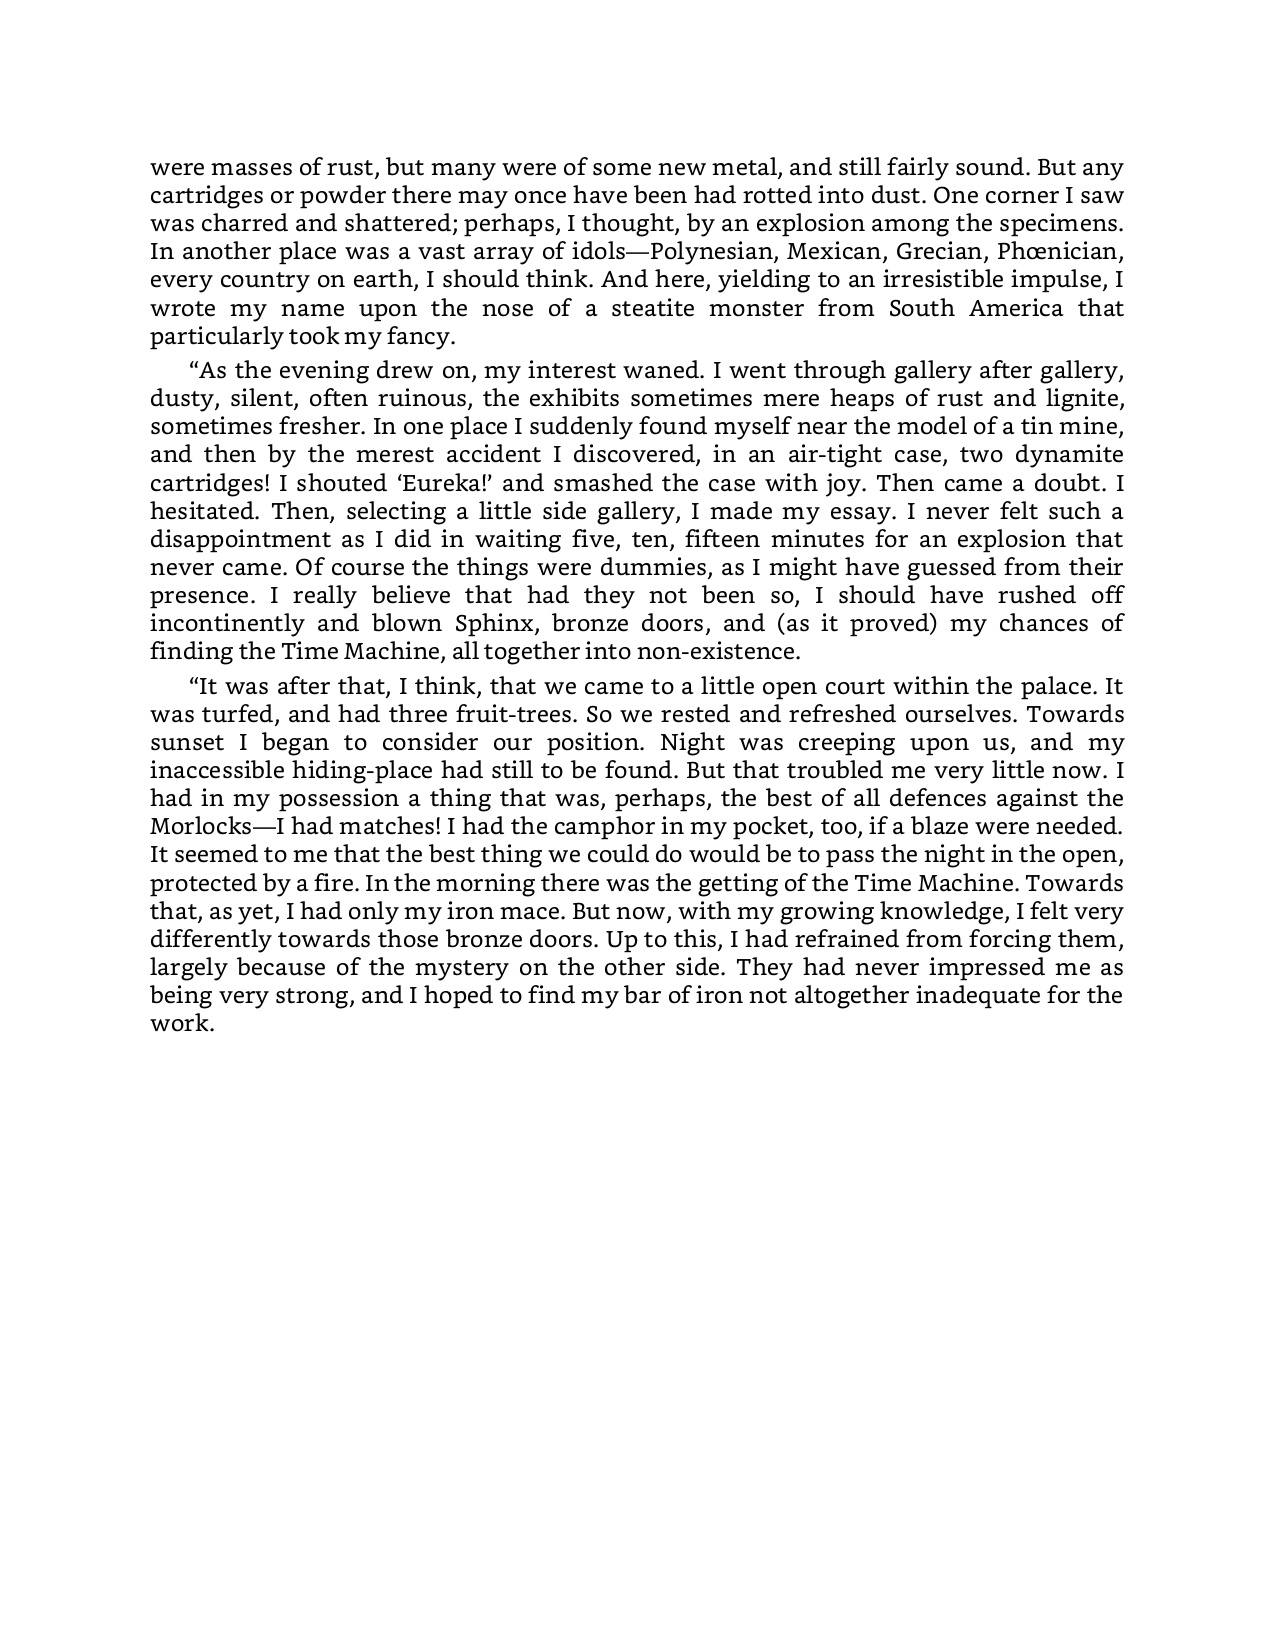 were masses of rust, but many were of some new metal, and still fairly sound. But any
cartridges or powder there may once have been had rotted into dust. One corner I saw
was charred and shattered; perhaps, I thought, by an explosion among the specimens.
In another place was a vast array of idols—Polynesian, Mexican, Grecian, Phœnician,
every country on earth, I should think. And here, yielding to an irresistible impulse, I
wrote my name upon the nose of a steatite monster from South America that
particularly took my fancy.
“As the evening drew on, my interest waned. I went through gallery after gallery,
dusty, silent, often ruinous, the exhibits sometimes mere heaps of rust and lignite,
sometimes fresher. In one place I suddenly found myself near the model of a tin mine,
and then by the merest accident I discovered, in an air-tight case, two dynamite
cartridges! I shouted ‘Eureka!’ and smashed the case with joy. Then came a doubt. I
hesitated. Then, selecting a little side gallery, I made my essay. I never felt such a
disappointment as I did in waiting five, ten, fifteen minutes for an explosion that
never came. Of course the things were dummies, as I might have guessed from their
presence. I really believe that had they not been so, I should have rushed off
incontinently and blown Sphinx, bronze doors, and (as it proved) my chances of
finding the Time Machine, all together into non-existence.
“It was after that, I think, that we came to a little open court within the palace. It
was turfed, and had three fruit-trees. So we rested and refreshed ourselves. Towards
sunset I began to consider our position. Night was creeping upon us, and my
inaccessible hiding-place had still to be found. But that troubled me very little now. I
had in my possession a thing that was, perhaps, the best of all defences against the
Morlocks—I had matches! I had the camphor in my pocket, too, if a blaze were needed.
It seemed to me that the best thing we could do would be to pass the night in the open,
protected by a fire. In the morning there was the getting of the Time Machine. Towards
that, as yet, I had only my iron mace. But now, with my growing knowledge, I felt very
differently towards those bronze doors. Up to this, I had refrained from forcing them,
largely because of the mystery on the other side. They had never impressed me as
being very strong, and I hoped to find my bar of iron not altogether inadequate for the
work.